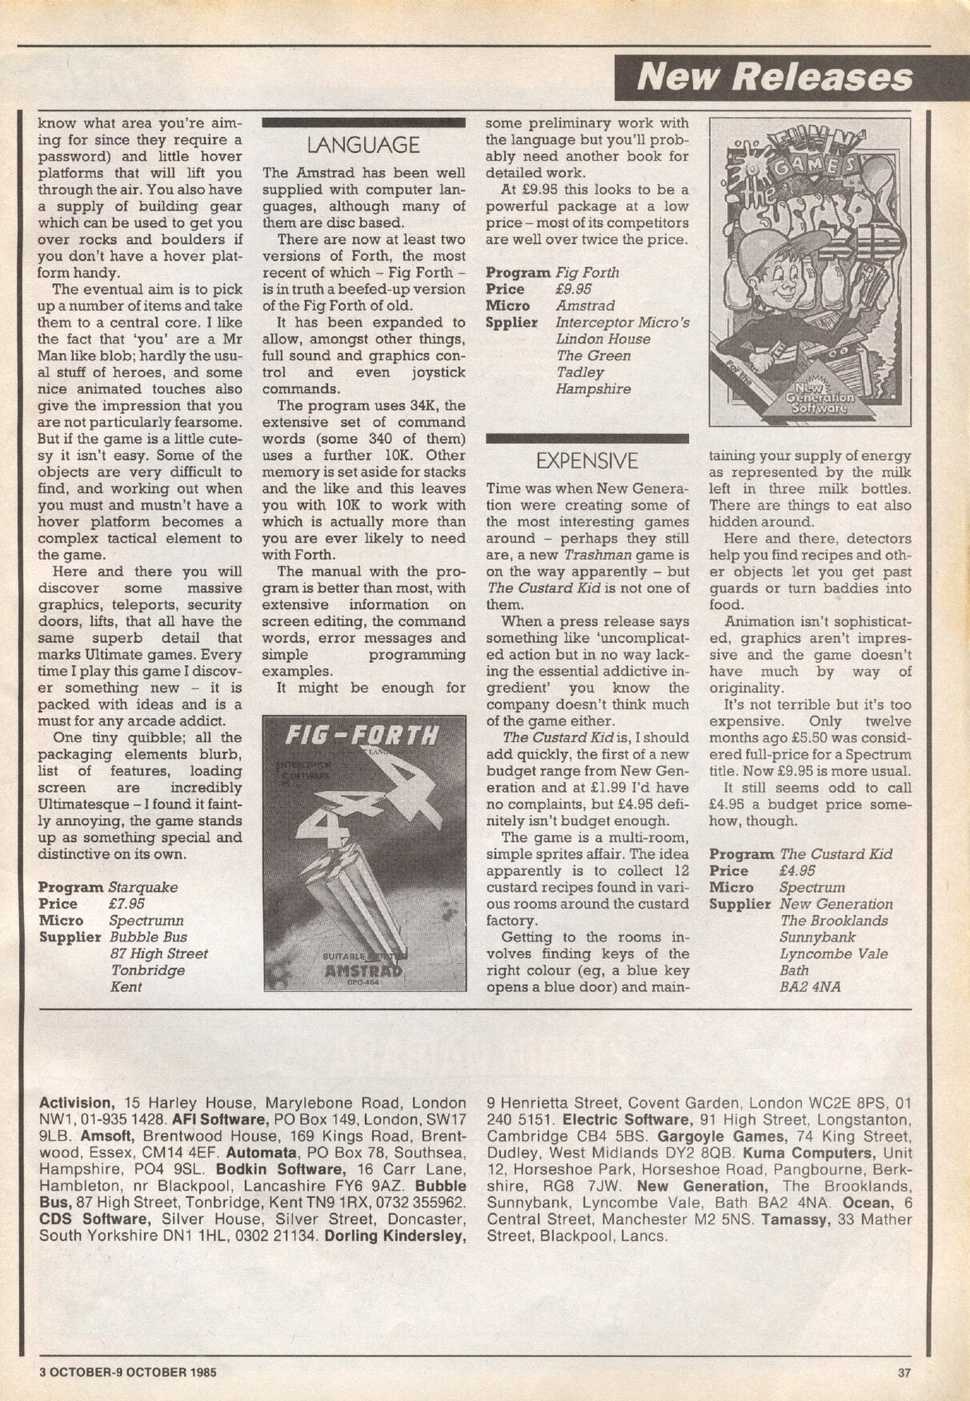 New Releases
know what area you're aim-
ing for since they require a
password) and little hover
platforms that will lift you
through the air. You also have
a supply of building gear
which can be used to get you
over rocks and boulders if
you don't have a hover plat-
form handy.
The eventual aim is to pick
up a number of items and take
them to a central core. I like
the fact that 'you' are a Mr
Man like blob; hardly the usu-
al stuff of heroes, and some
nice animated touches also
give the impression that you
are not particularly fearsome.
But if the game is a little cute-
sy it isn't easy. Some of the
objects are very difficult to
find, and working out when
you must and mustn't have a
hover platform becomes a
complex tactical element to
the game.
Here and there you will
discover some massive
graphics, teleports, security
doors, lifts, that all have the
same superb detail that
marks Ultimate games. Every
time I play this game I discov-
er something new – it is
packed with ideas and is a
must for any arcade addict.
One tiny quibble; all the
packaging elements blurb,
list of features, loading
screen are incredibly
Ultimatesque – I found it faint-
ly annoying, the game stands
up as something special and
distinctive on its own.
Program Starquake
Price £7.95
Micro Spectrumn
Supplier Bubble Bus
87 High Street
Tonbridge
Kent
LANGUAGE
The Amstrad has been well
supplied with computer lan-
guages, although many of
them are disc based.
There are now at least two
versions of Forth, the most
recent of which – Fig Forth –
is in truth a beefed-up version
of the Fig Forth of old.
It has been expanded to
allow, amongst other things,
full sound and graphics con-
trol and even joystick
commands.
The program uses 34K, the
extensive set of command
words (some 340 of them)
uses a further 10K. Other
memory is set aside for stacks
and the like and this leaves
you with 10K to work with
which is actually more than
you are ever likely to need
with Forth.
The manual with the pro-
gram is better than most, with
extensive information on
screen editing, the command
words, error messages and
simple programming
examples.
It might be enough for
FIG-FORTH
INTERCEPTOR
SOFTWARE
4 4 4
SUITABLE FOR THE
AMSTRAD
CPC-464
some preliminary work with
the language but you'll prob-
ably need another book for
detailed work.
At £9.95 this looks to be a
powerful package at a low
price – most of its competitors
are well over twice the price.
Program Fig Forth
Price £9.95
Micro Amstrad
Spplier Interceptor Micro's
Lindon House
The Green
Tadley
Hampshire
EXPENSIVE
Time was when New Genera-
tion were creating some of
the most interesting games
around – perhaps they still
are, a new Trashman game is
on the way apparently – but
The Custard Kid is not one of
them.
When a press release says
something like 'uncomplicat-
ed action but in no way lack-
ing the essential addictive in-
gredient' you know the
company doesn't think much
of the game either.
The Custard Kid is, I should
add quickly, the first of a new
budget range from New Gen-
eration and at £1.99 I'd have
no complaints, but £4.95 defi-
nitely isn't budget enough.
The game is a multi-room,
simple sprites affair. The idea
apparently is to collect 12
custard recipes found in vari-
ous rooms around the custard
factory.
Getting to the rooms in-
volves finding keys of the
right colour (eg, a blue key
opens a blue door) and main-
FUN 'N'
GAMES
the
CUSTARD
KID
For the
New
Generation
Software
taining your supply of energy
as represented by the milk
left in three milk bottles.
There are things to eat also
hidden around.
Here and there, detectors
help you find recipes and oth-
er objects let you get past
guards or turn baddies into
food.
Animation isn't sophisticat-
ed, graphics aren't impres-
sive and the game doesn't
have much by way of
originality.
It's not terrible but it's too
expensive. Only twelve
months ago £5.50 was consid-
ered full-price for a Spectrum
title. Now £9.95 is more usual.
It still seems odd to call
£4.95 a budget price some-
how, though.
Program The Custard Kid
Price £4.95
Micro Spectrum
Supplier New Generation
The Brooklands
Sunnybank
Lyncombe Vale
Bath
BA2 4NA
Activision, 15 Harley House, Marylebone Road, London
NW1, 01-935 1428. AFI Software, PO Box 149, London, SW17
9LB. Amsoft, Brentwood House, 169 Kings Road, Brent-
wood, Essex, CM14 4EF. Automata, PO Box 78, Southsea,
Hampshire, PO4 9SL. Bodkin Software, 16 Carr Lane,
Hambleton, nr Blackpool, Lancashire FY6 9AZ. Bubble
Bus, 87 High Street, Tonbridge, Kent TN9 1RX, 0732 355962.
CDS Software, Silver House, Silver Street, Doncaster,
South Yorkshire DN1 1HL, 0302 21134. Dorling Kindersley,
9 Henrietta Street, Covent Garden, London WC2E 8PS, 01
240 5151. Electric Software, 91 High Street, Longstanton,
Cambridge CB4 5BS. Gargoyle Games, 74 King Street,
Dudley, West Midlands DY2 8QB. Kuma Computers, Unit
12, Horseshoe Park, Horseshoe Road, Pangbourne, Berk-
shire, RG8 7JW. New Generation, The Brooklands,
Sunnybank, Lyncombe Vale, Bath BA2 4NA. Ocean, 6
Central Street, Manchester M2 5NS. Tamassy, 33 Mather
Street, Blackpool, Lancs.
3 OCTOBER-9 OCTOBER 1985
37